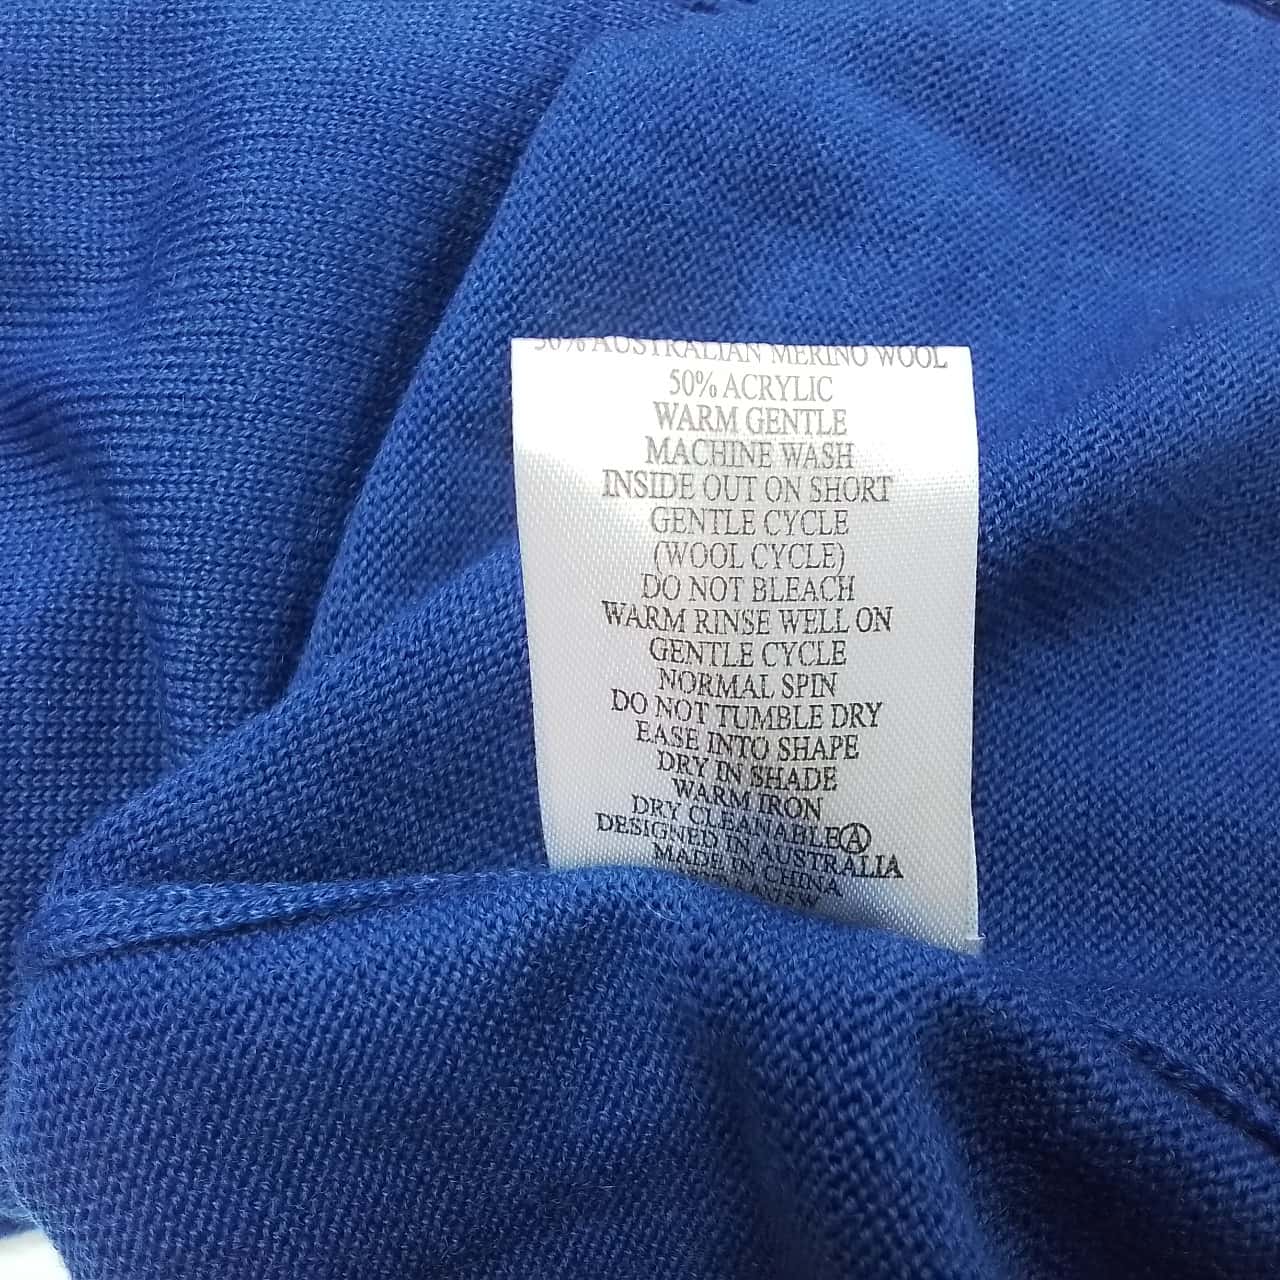 50% AUSTRALIAN MERINO WOOL
50% ACRYLIC
WARM GENTLE
MACHINE WASH
INSIDE OUT ON SHORT
GENTLE CYCLE
(WOOL CYCLE)
DO NOT BLEACH
WARM RINSE WELL ON
GENTLE CYCLE
NORMAL SPIN
DO NOT TUMBLE DRY
EASE INTO SHAPE
DRY IN SHADE
WARM IRON
DRY CLEANABLE Ⓐ
DESIGNED IN AUSTRALIA
MADE IN CHINA